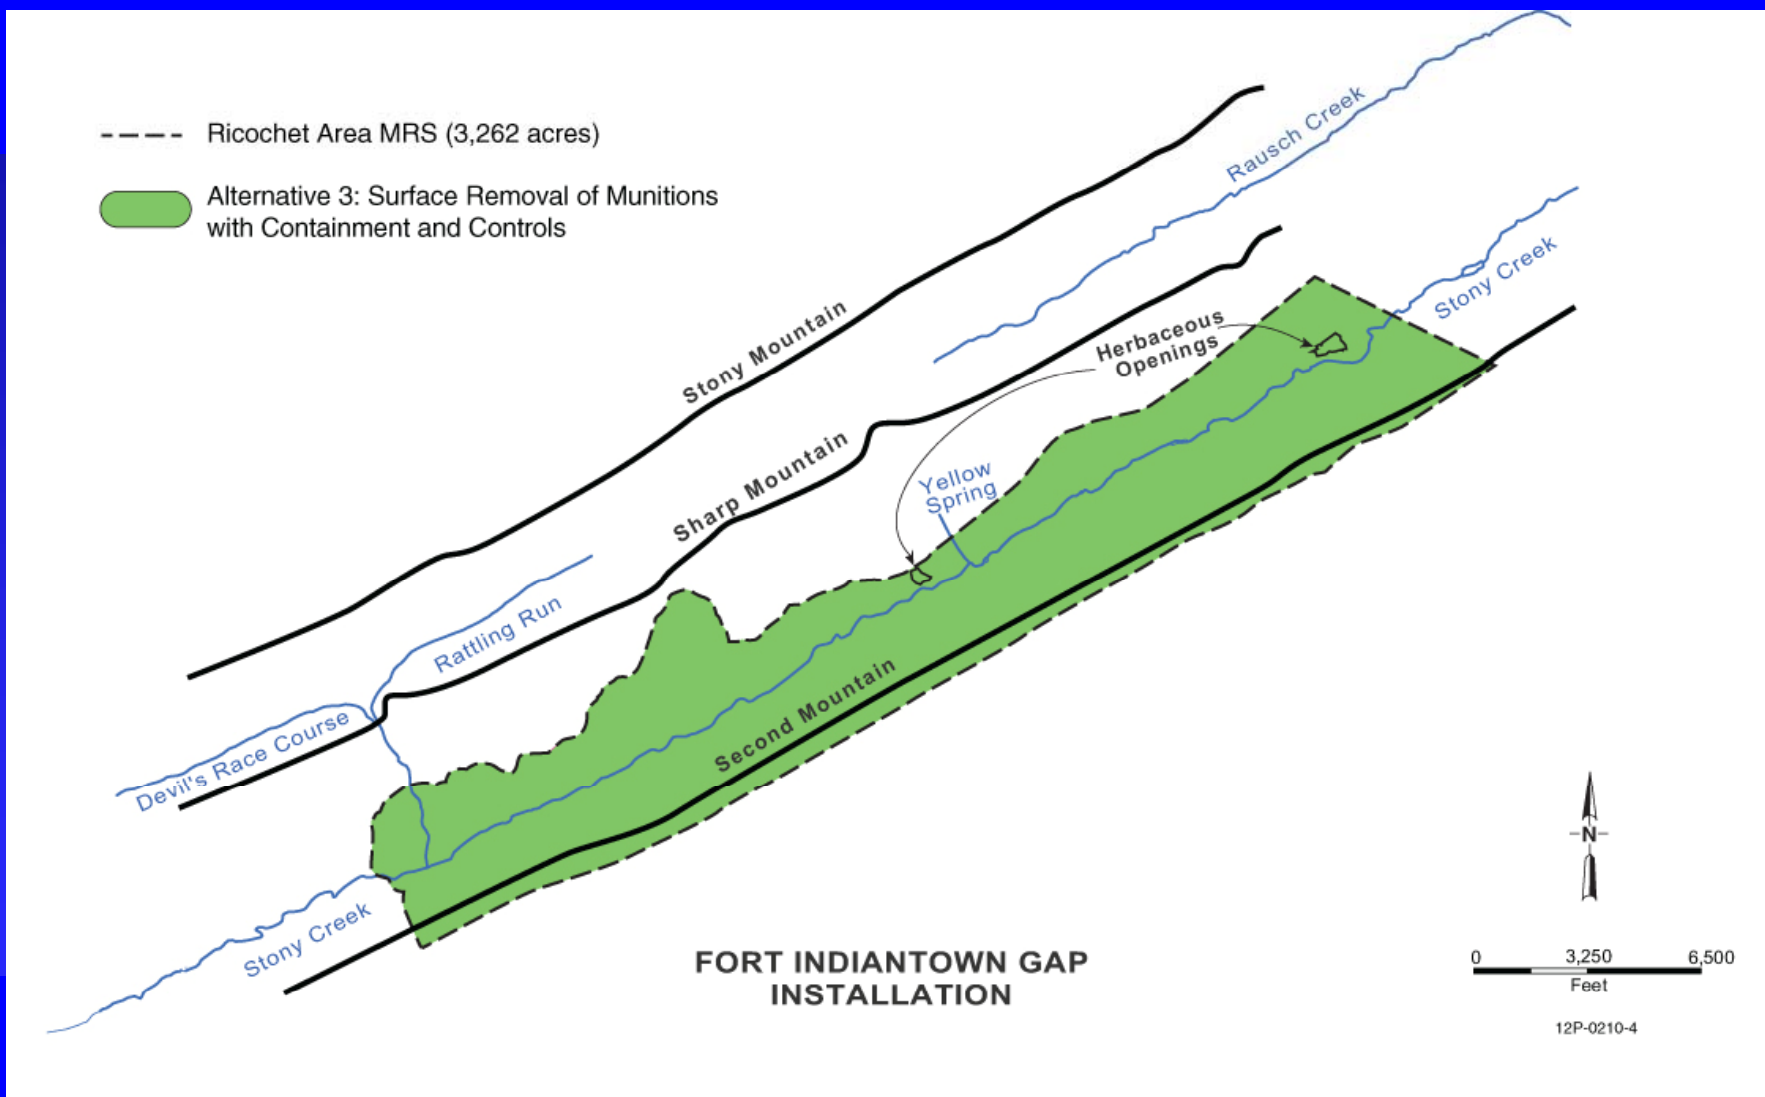 Ricochet Area MRS (3,262 acres)
Alternative 3: Surface Removal of Munitions
with Containment and Controls
Rausch Creek
Stony Creek
Stony Mountain
Herbaceous
Openings
Sharp Mountain
Yellow
Spring
Rattling Run
Second Mountain
Devil's Race Course
Stony Creek
FORT INDIANTOWN GAP
INSTALLATION
N
0 3,250 6,500
Feet
12P-0210-4